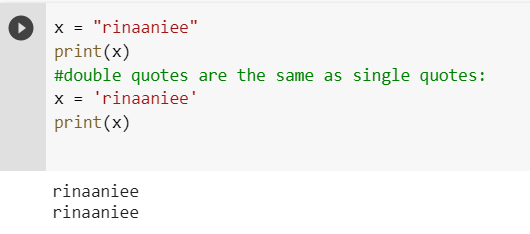 x = "rinaaniee"
print(x)
#double quotes are the same as single quotes:
x = 'rinaaniee'
print(x)
rinaaniee
rinaaniee